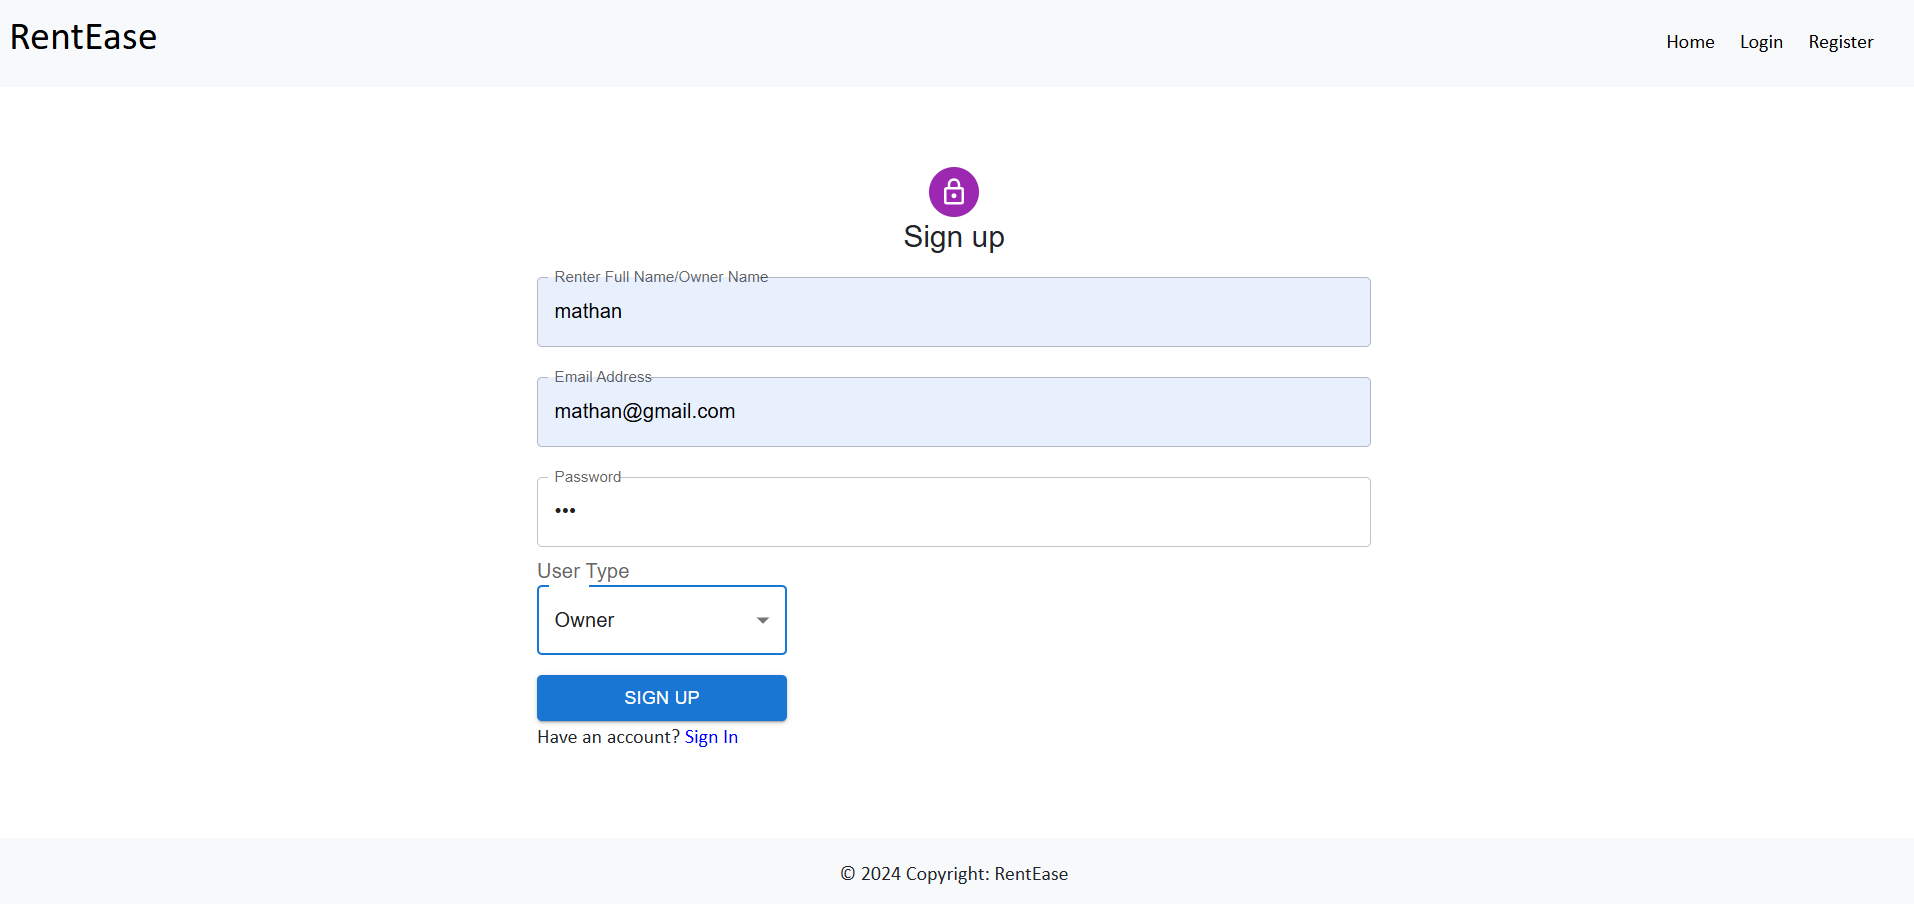 RentEase
Home Login Register
Sign up
Renter Full Name/Owner Name
mathan
Email Address
mathan@gmail.com
Password
•••
User Type
Owner
SIGN UP
Have an account? Sign In
© 2024 Copyright: RentEase